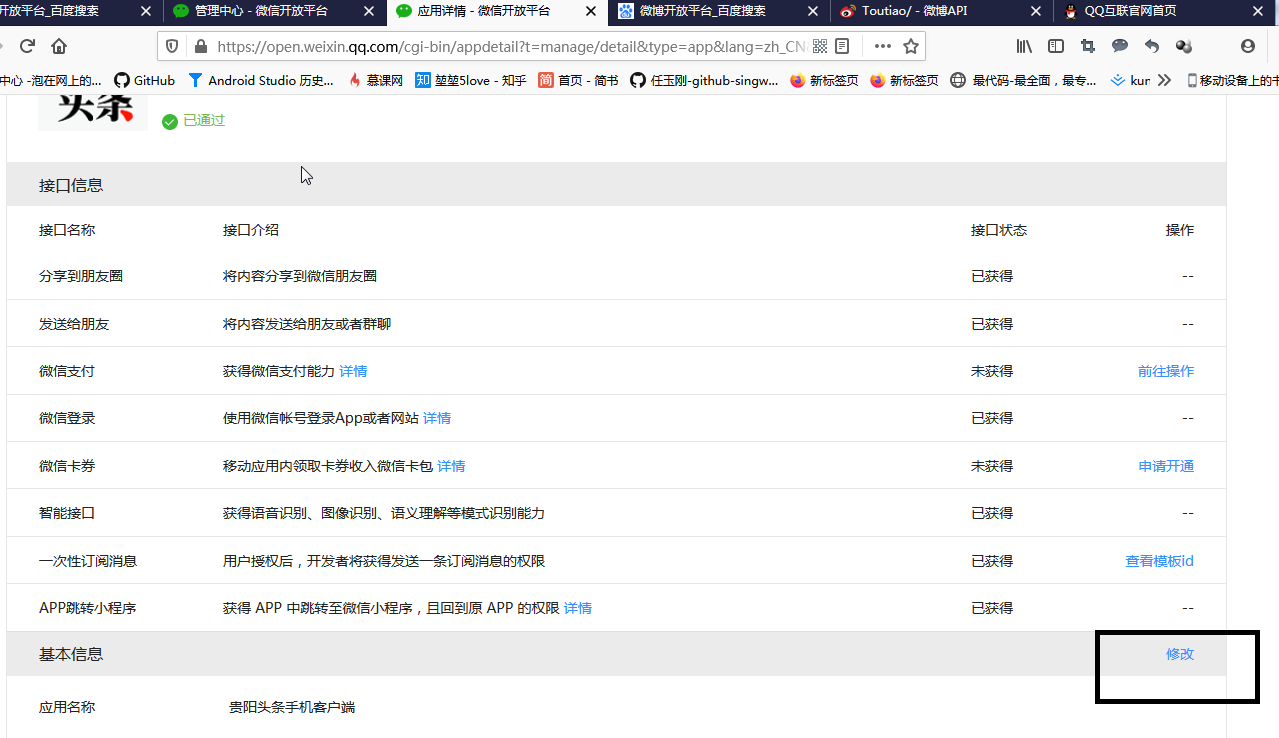 开放平台_百度搜索
管理中心 - 微信开放平台
应用详情 - 微信开放平台
微博开放平台_百度搜索
Toutiao/ - 微博API
QQ互联官网首页
https://open.weixin.qq.com/cgi-bin/appdetail?t=manage/detail&type=app&lang=zh_CN&
中心 -泡在网上的...
GitHub
Android Studio 历史...
慕课网
知 堃堃5love - 知乎
简 首页 - 简书
任玉刚-github-singw...
新标签页
新标签页
最代码-最全面，最专...
kun
移动设备上的书
头条
已通过
接口信息
接口名称 接口介绍 接口状态 操作
分享到朋友圈 将内容分享到微信朋友圈 已获得 --
发送给朋友 将内容发送给朋友或者群聊 已获得 --
微信支付 获得微信支付能力 详情 未获得 前往操作
微信登录 使用微信帐号登录App或者网站 详情 已获得 --
微信卡券 移动应用内领取卡券收入微信卡包 详情 未获得 申请开通
智能接口 获得语音识别、图像识别、语义理解等模式识别能力 已获得 --
一次性订阅消息 用户授权后，开发者将获得发送一条订阅消息的权限 已获得 查看模板id
APP跳转小程序 获得 APP 中跳转至微信小程序，且回到原 APP 的权限 详情 已获得 --
基本信息 修改
应用名称 贵阳头条手机客户端